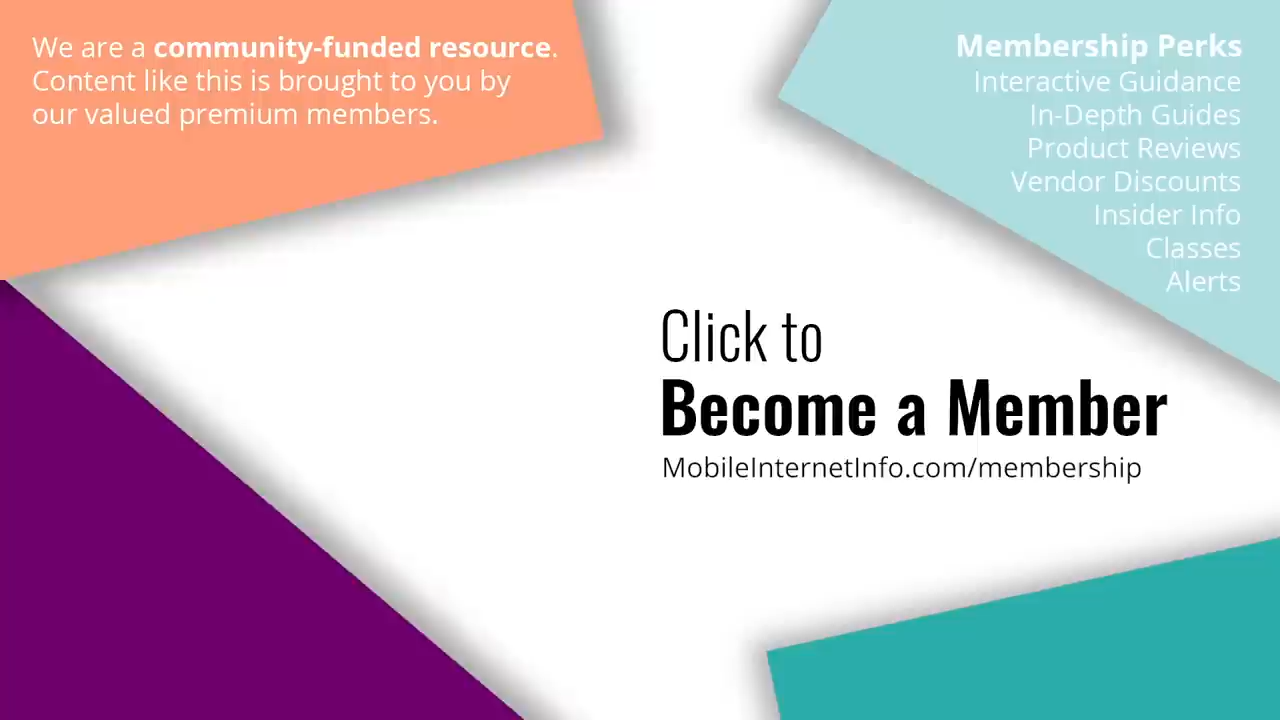 We are a community-funded resource.
Content like this is brought to you by
our valued premium members.
Membership Perks
Interactive Guidance
In-Depth Guides
Product Reviews
Vendor Discounts
Insider Info
Classes
Alerts
Click to
Become a Member
MobileInternetInfo.com/membership